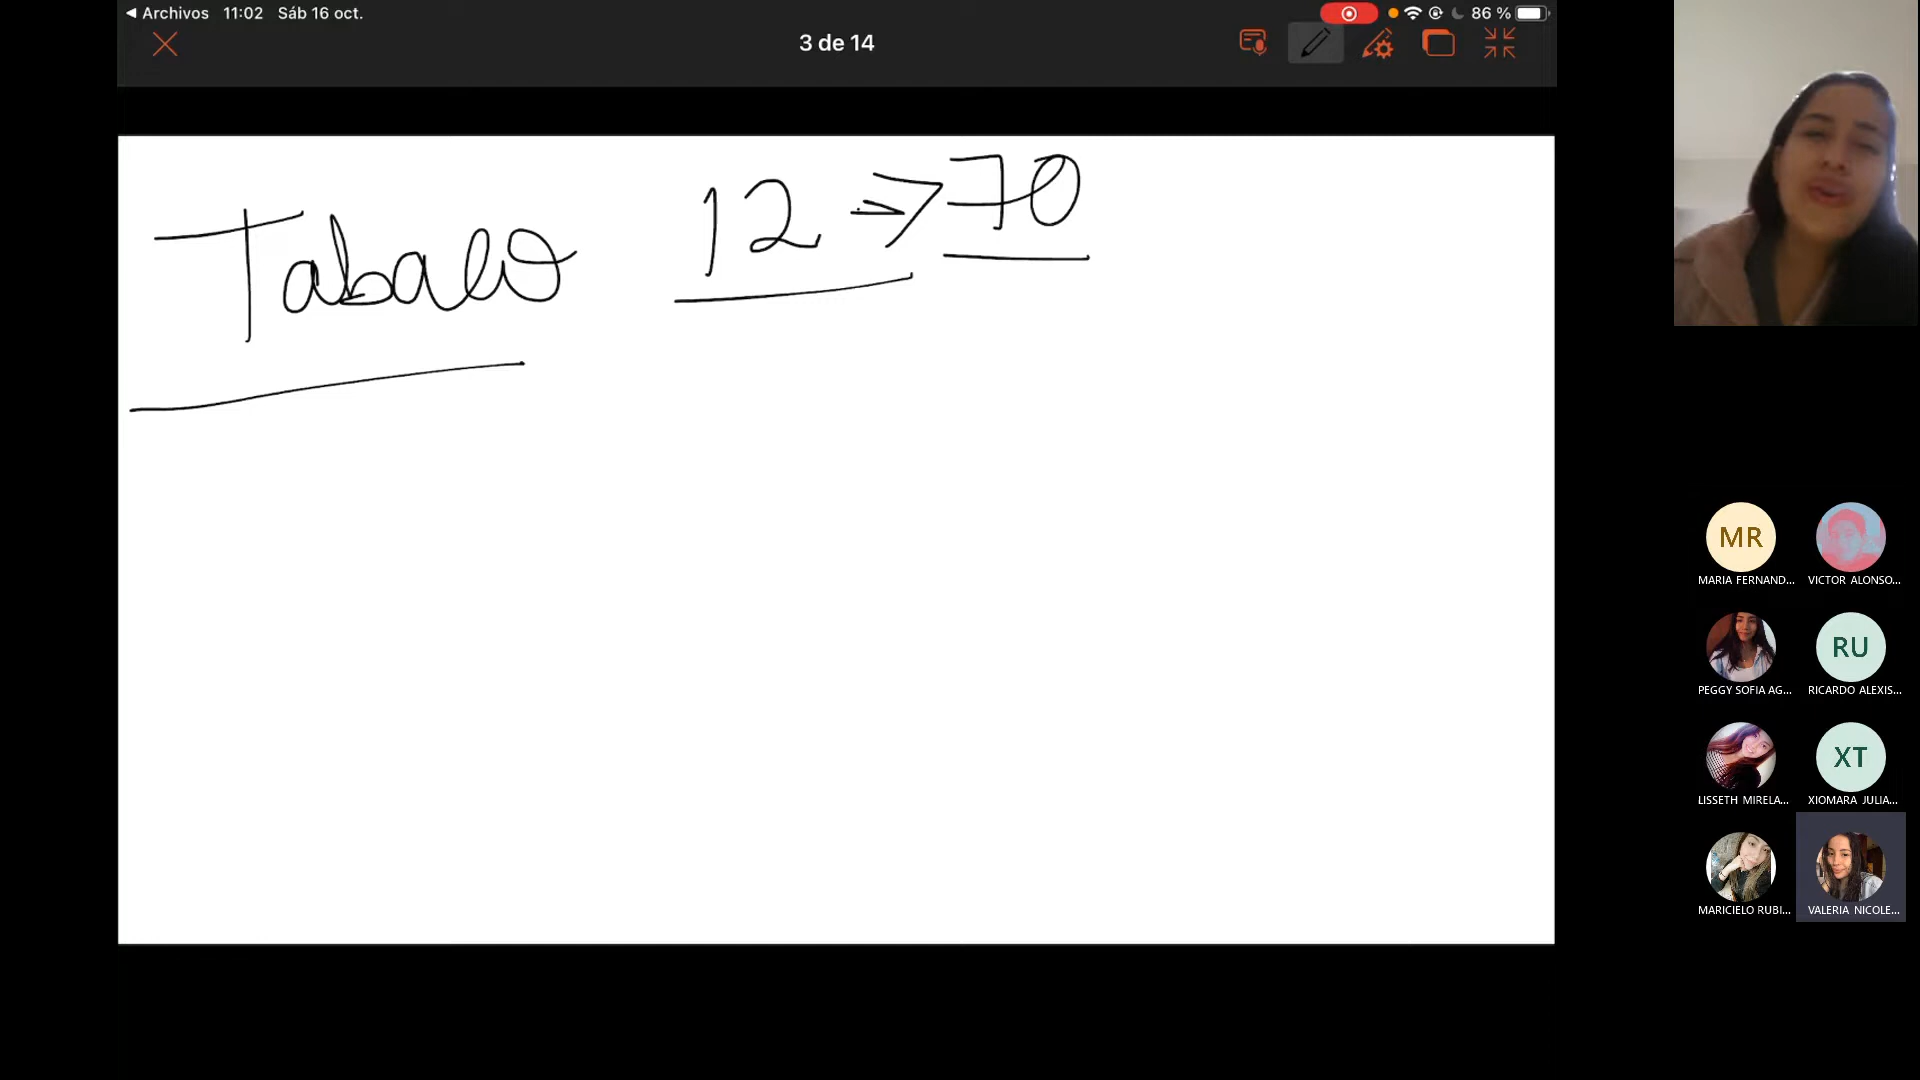 Archivos 11:02 Sáb 16 oct.
86 %
3 de 14
Tabaco 12 => 70
MR
MARIA FERNAND...
VICTOR ALONSO...
PEGGY SOFIA AG...
RU
RICARDO ALEXIS...
LISSETH MIRELA...
XT
XIOMARA JULIA...
MARICIELO RUBI...
VALERIA NICOLE...